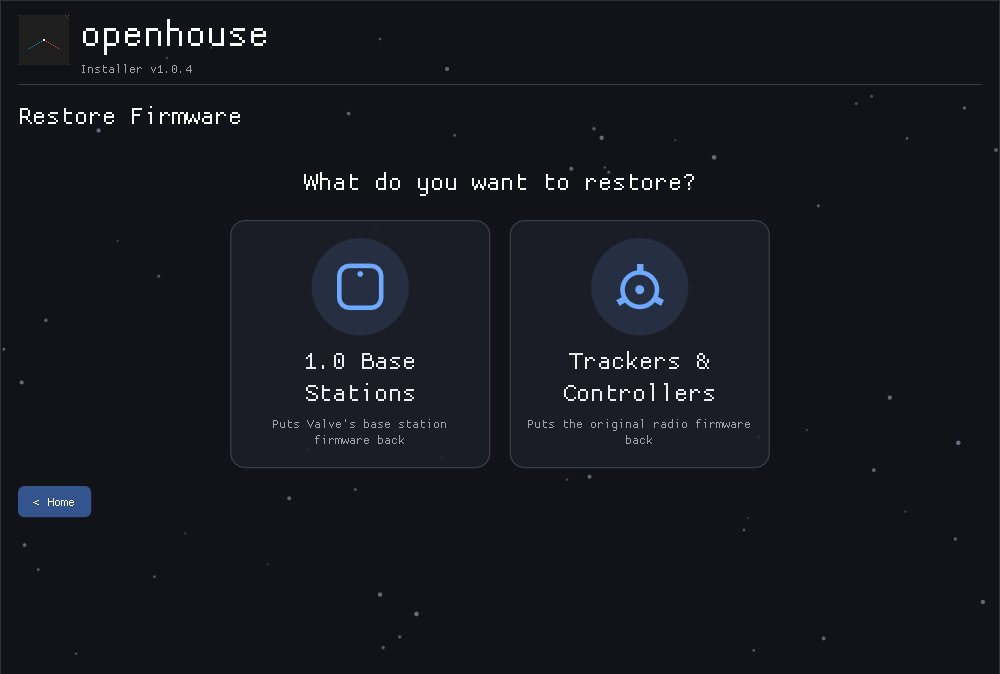 openhouse
Installer v1.0.4
Restore Firmware
What do you want to restore?
1.0 Base
Stations
Puts Valve's base station
firmware back
Trackers &
Controllers
Puts the original radio firmware
back
< Home